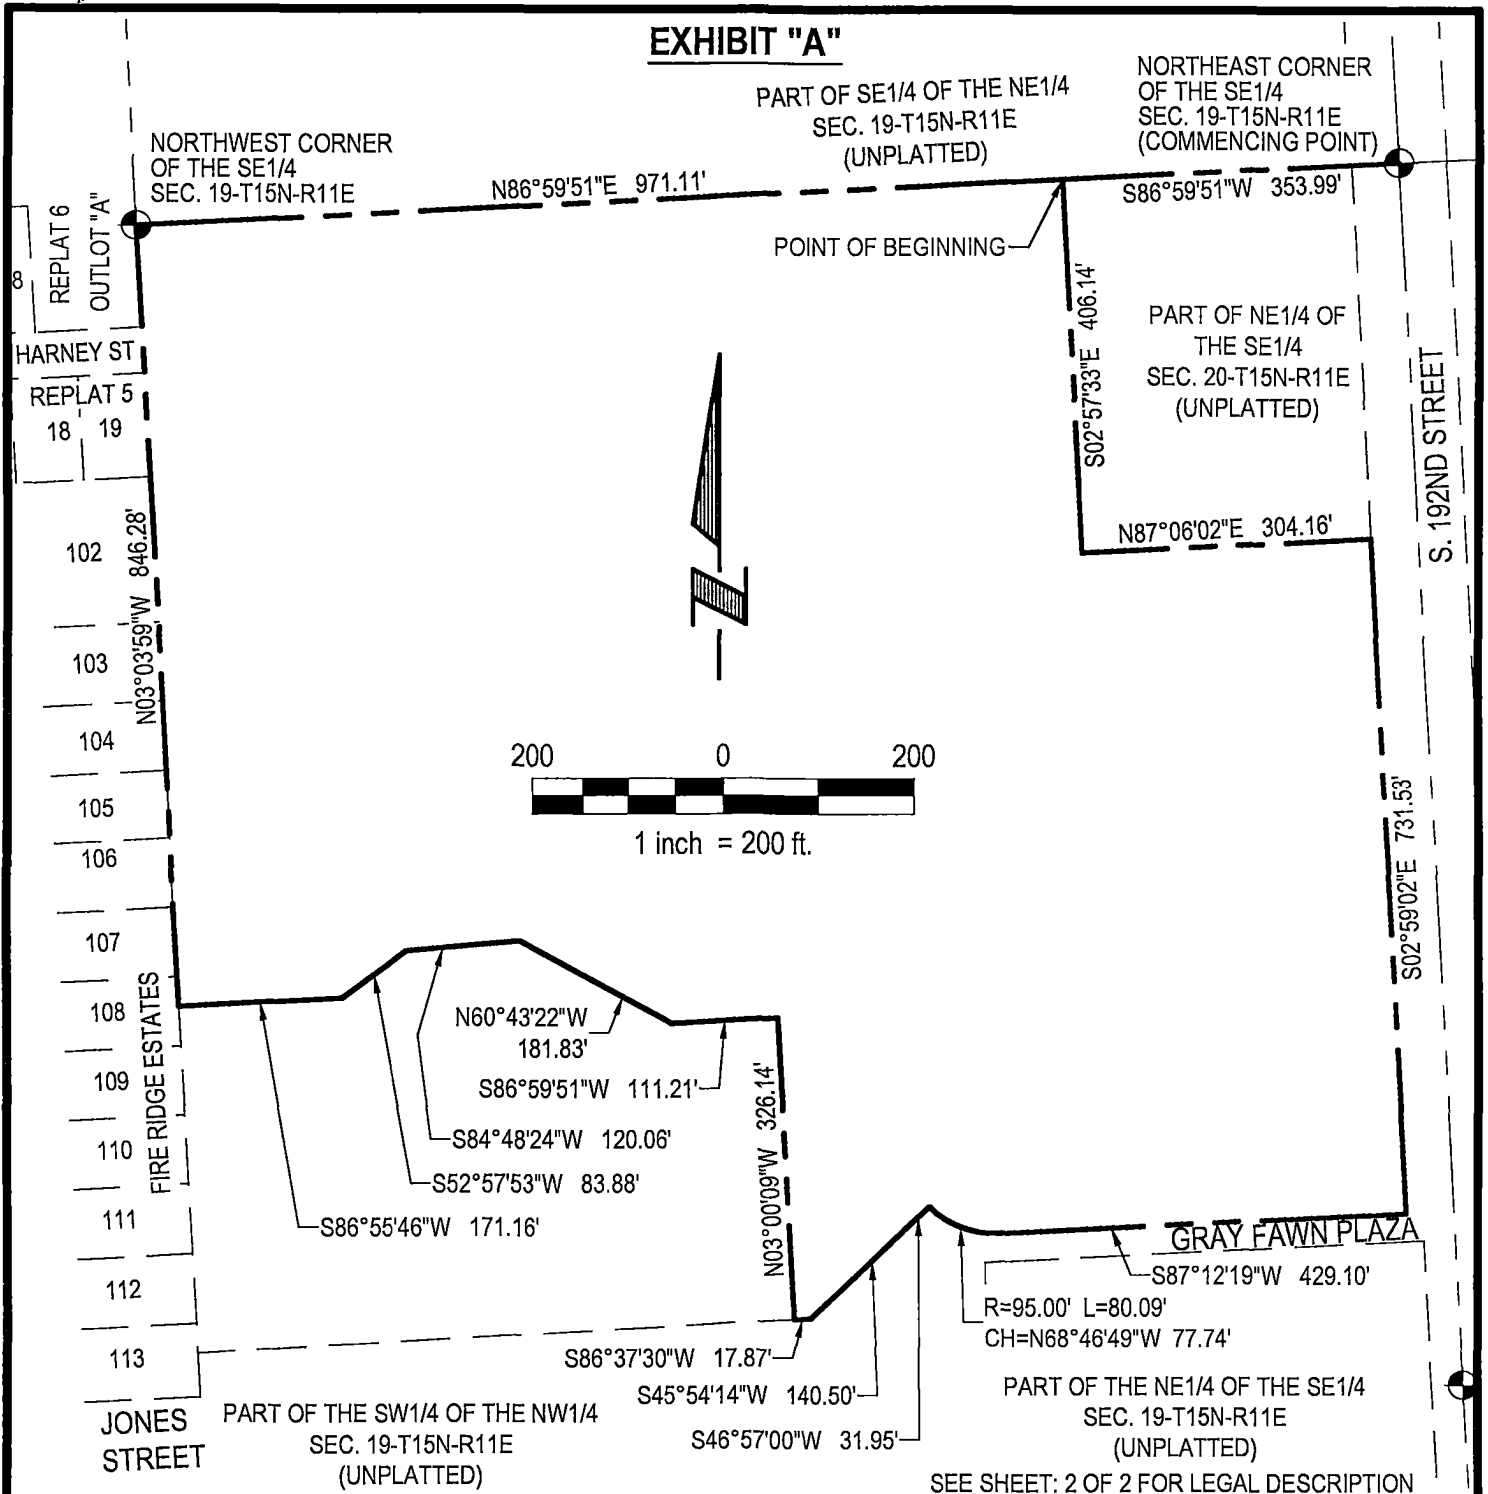 EXHIBIT "A"
NORTHWEST CORNER
OF THE SE1/4
SEC. 19-T15N-R11E
PART OF SE1/4 OF THE NE1/4
SEC. 19-T15N-R11E
(UNPLATTED)
NORTHEAST CORNER
OF THE SE1/4
SEC. 19-T15N-R11E
(COMMENCING POINT)
N86°59'51"E 971.11'
S86°59'51"W 353.99'
POINT OF BEGINNING
8
REPLAT 6
OUTLOT "A"
HARNEY ST
REPLAT 5
18
19
S02°57'33"E 406.14'
PART OF NE1/4 OF
THE SE1/4
SEC. 20-T15N-R11E
(UNPLATTED)
S. 192ND STREET
N87°06'02"E 304.16'
102
103
104
105
106
107
108
109
110
111
112
113
N03°03'59"W 846.28'
FIRE RIDGE ESTATES
200
0
200
1 inch = 200 ft.
S02°59'02"E 731.53'
N60°43'22"W
181.83'
S86°59'51"W 111.21'
S84°48'24"W 120.06'
S52°57'53"W 83.88'
S86°55'46"W 171.16'
N03°00'09"W 326.14'
GRAY FAWN PLAZA
S87°12'19"W 429.10'
R=95.00' L=80.09'
CH=N68°46'49"W 77.74'
S86°37'30"W 17.87'
S45°54'14"W 140.50'
S46°57'00"W 31.95'
JONES
STREET
PART OF THE SW1/4 OF THE NW1/4
SEC. 19-T15N-R11E
(UNPLATTED)
PART OF THE NE1/4 OF THE SE1/4
SEC. 19-T15N-R11E
(UNPLATTED)
SEE SHEET: 2 OF 2 FOR LEGAL DESCRIPTION